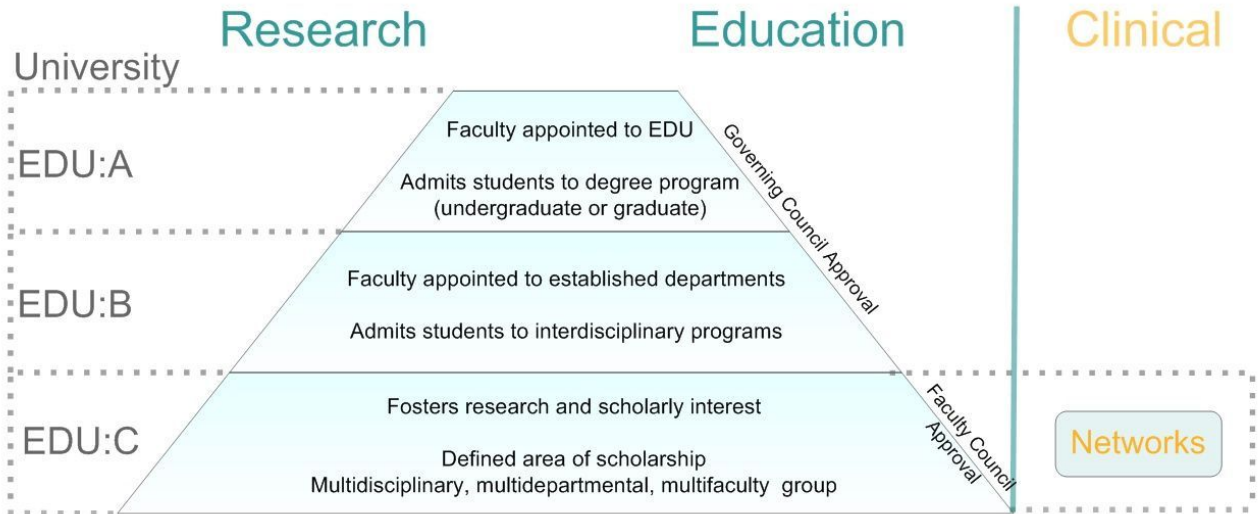 Research
Education
Clinical
University
EDU:A
Faculty appointed to EDU
Admits students to degree program
(undergraduate or graduate)
Governing Council Approval
EDU:B
Faculty appointed to established departments
Admits students to interdisciplinary programs
EDU:C
Fosters research and scholarly interest
Defined area of scholarship
Multidisciplinary, multidepartmental, multifaculty group
Faculty Council
Approval
Networks